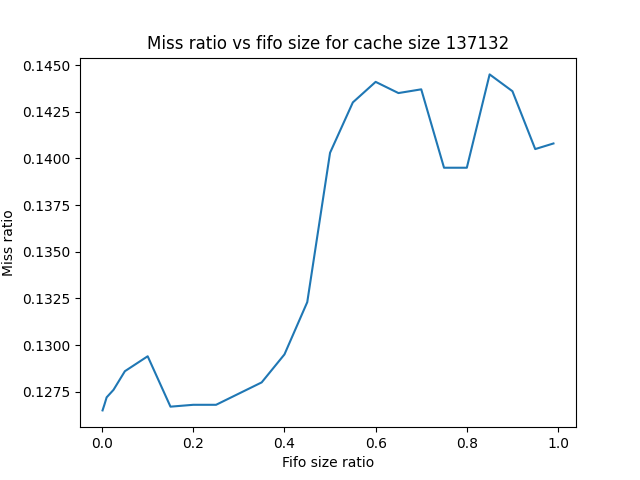 Miss ratio vs fifo size for cache size 137132
0.1450
0.1425
0.1400
0.1375
0.1350
0.1325
0.1300
0.1275
Miss ratio
0.0 0.2 0.4 0.6 0.8 1.0
Fifo size ratio